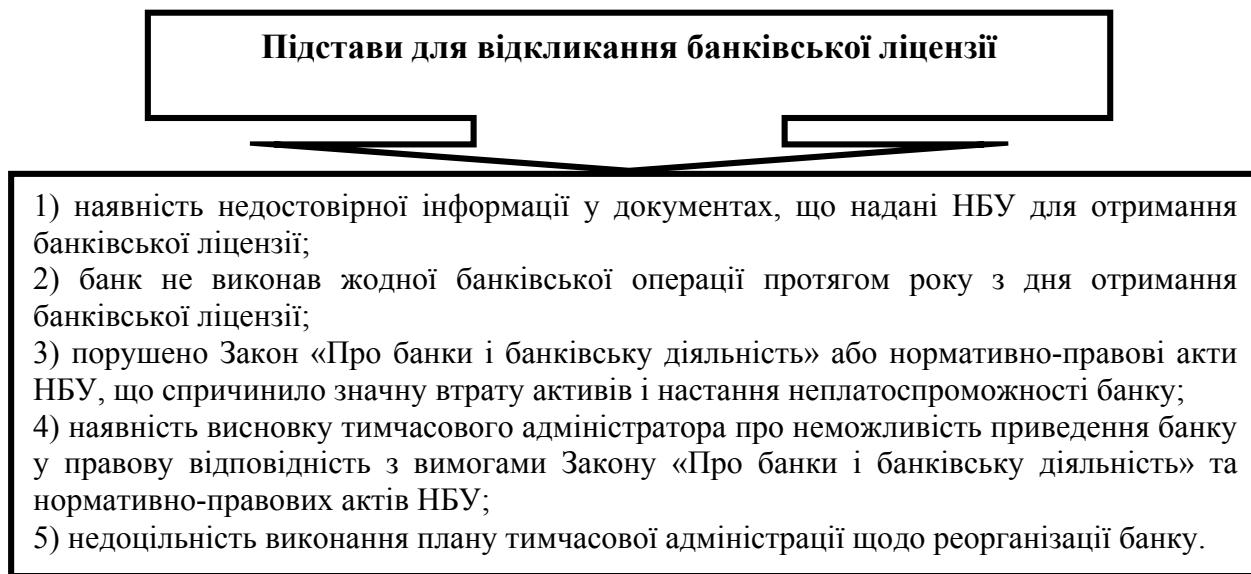 Підстави для відкликання банківської ліцензії
1) наявність недостовірної інформації у документах, що надані НБУ для отримання
банківської ліцензії;
2) банк не виконав жодної банківської операції протягом року з дня отримання
банківської ліцензії;
3) порушено Закон «Про банки і банківську діяльність» або нормативно-правові акти
НБУ, що спричинило значну втрату активів і настання неплатоспроможності банку;
4) наявність висновку тимчасового адміністратора про неможливість приведення банку
у правову відповідність з вимогами Закону «Про банки і банківську діяльність» та
нормативно-правових актів НБУ;
5) недоцільність виконання плану тимчасової адміністрації щодо реорганізації банку.